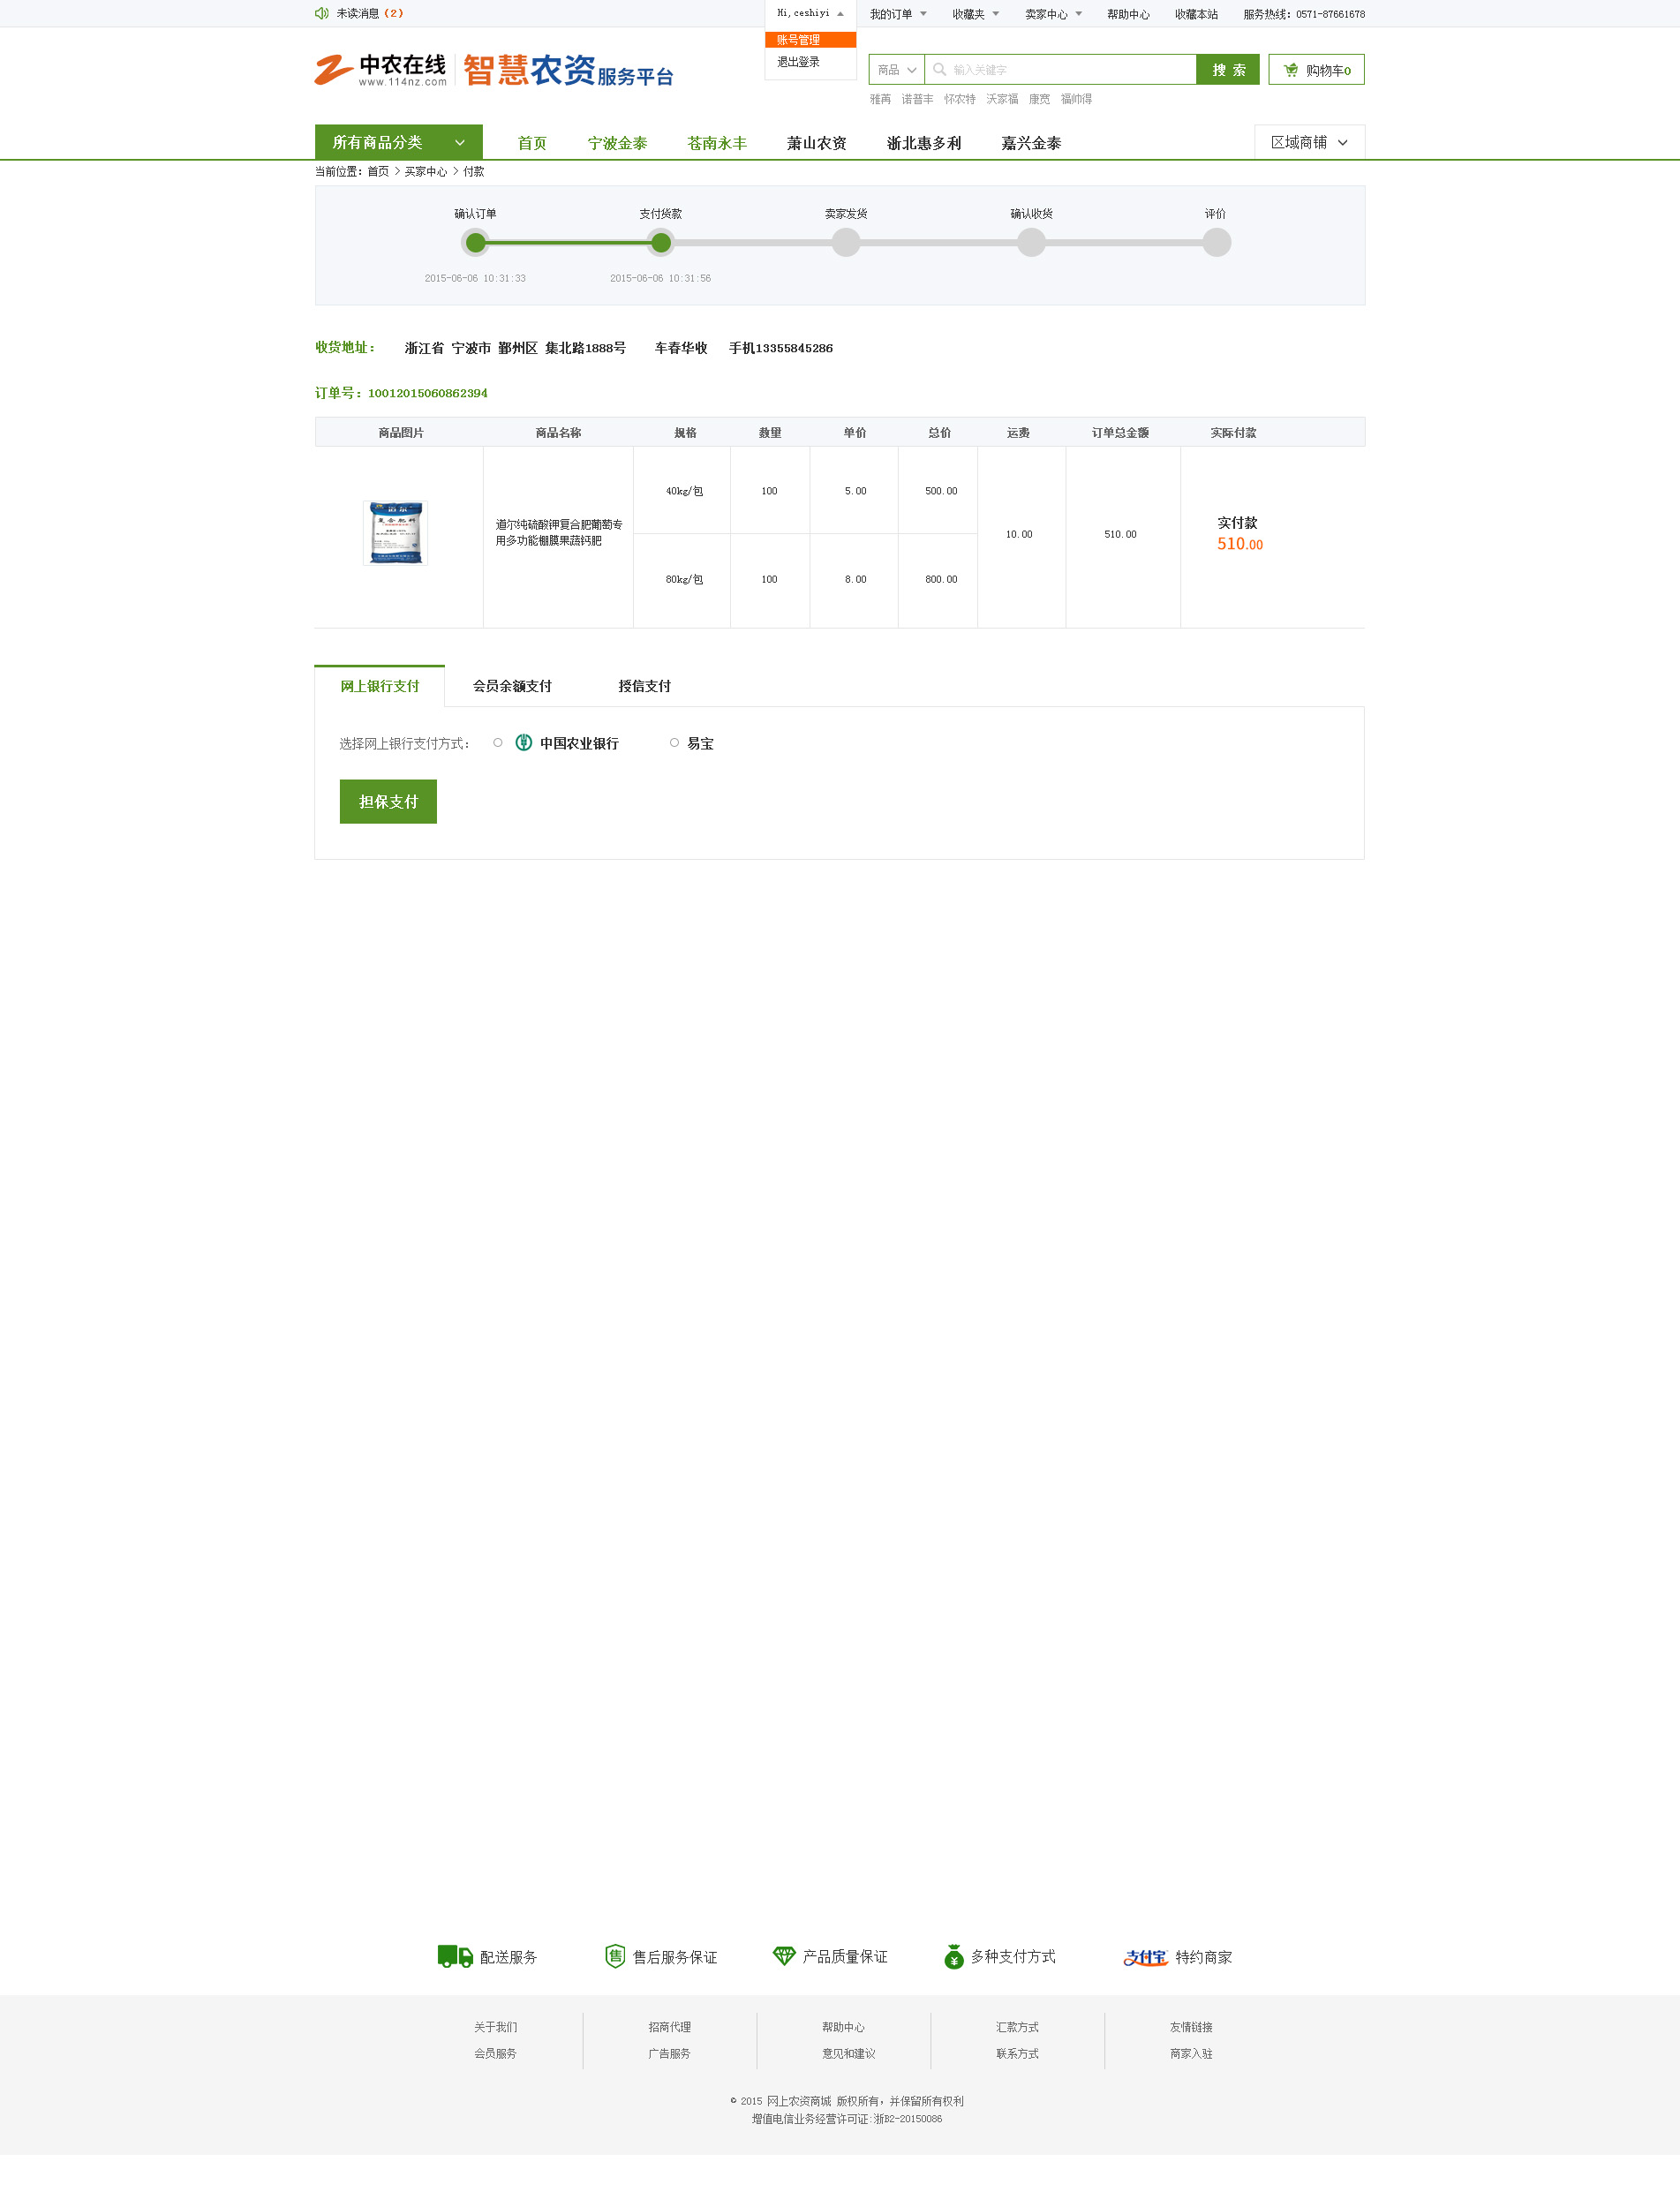 未读消息（2）
Hi,ceshiyi
我的订单 收藏夹 卖家中心 帮助中心 收藏本站 服务热线：0571-87661678
账号管理
退出登录
中农在线
www.114nz.com
智慧农资服务平台
商品 输入关键字 搜 索 购物车0
雅苒 诺普丰 怀农特 沃家福 康宽 福帅得
所有商品分类 首页 宁波金泰 苍南永丰 萧山农资 浙北惠多利 嘉兴金泰 区域商铺
当前位置：首页 > 买家中心 > 付款
确认订单 支付货款 卖家发货 确认收货 评价
2015-06-06 10:31:33 2015-06-06 10:31:56
收货地址： 浙江省 宁波市 鄞州区 集北路1888号 车春华收 手机13355845286
订单号：10012015060862394
商品图片 商品名称 规格 数量 单价 总价 运费 订单总金额 实际付款
复合肥料
道尔纯硫酸钾复合肥葡萄专
用多功能棚膜果蔬钙肥
40kg/包 100 5.00 500.00
10.00 510.00
实付款
510.00
80kg/包 100 8.00 800.00
网上银行支付 会员余额支付 授信支付
选择网上银行支付方式： 中国农业银行 易宝
担保支付
配送服务 售 售后服务保证 产品质量保证 ¥ 多种支付方式 支付宝 特约商家
关于我们 招商代理 帮助中心 汇款方式 友情链接
会员服务 广告服务 意见和建议 联系方式 商家入驻
© 2015 网上农资商城 版权所有，并保留所有权利
增值电信业务经营许可证:浙B2-20150086